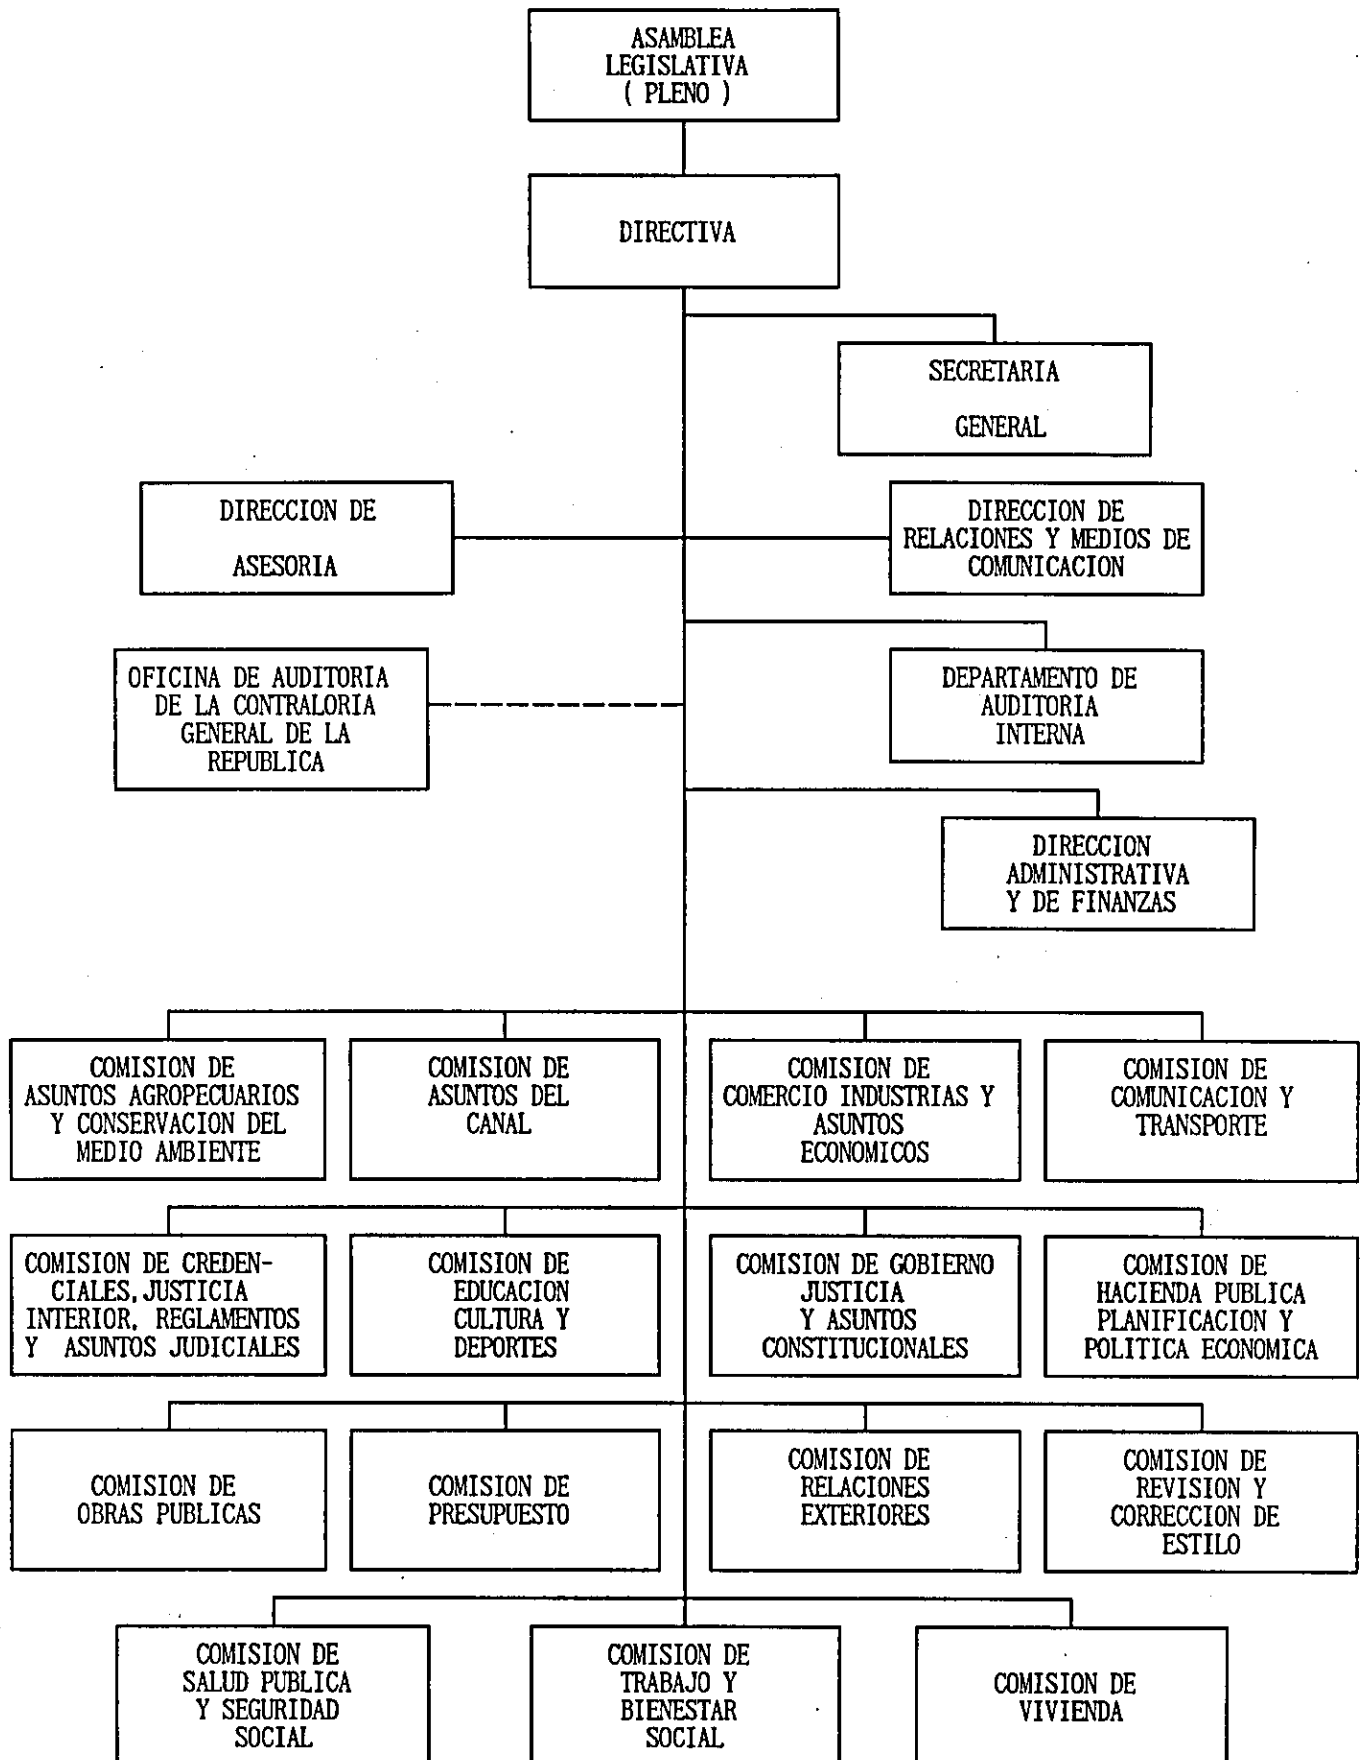 ASAMBLEA
LEGISLATIVA
( PLENO )
DIRECTIVA
SECRETARIA
GENERAL
DIRECCION DE
ASESORIA
DIRECCION DE
RELACIONES Y MEDIOS DE
COMUNICACION
OFICINA DE AUDITORIA
DE LA CONTRALORIA
GENERAL DE LA
REPUBLICA
DEPARTAMENTO DE
AUDITORIA
INTERNA
DIRECCION
ADMINISTRATIVA
Y DE FINANZAS
COMISION DE
ASUNTOS AGROPECUARIOS
Y CONSERVACION DEL
MEDIO AMBIENTE
COMISION DE
ASUNTOS DEL
CANAL
COMISION DE
COMERCIO INDUSTRIAS Y
ASUNTOS
ECONOMICOS
COMISION DE
COMUNICACION Y
TRANSPORTE
COMISION DE CREDEN-
CIALES, JUSTICIA
INTERIOR, REGLAMENTOS
Y ASUNTOS JUDICIALES
COMISION DE
EDUCACION
CULTURA Y
DEPORTES
COMISION DE GOBIERNO
JUSTICIA
Y ASUNTOS
CONSTITUCIONALES
COMISION DE
HACIENDA PUBLICA
PLANIFICACION Y
POLITICA ECONOMICA
COMISION DE
OBRAS PUBLICAS
COMISION DE
PRESUPUESTO
COMISION DE
RELACIONES
EXTERIORES
COMISION DE
REVISION Y
CORRECCION DE
ESTILO
COMISION DE
SALUD PUBLICA
Y SEGURIDAD
SOCIAL
COMISION DE
TRABAJO Y
BIENESTAR
SOCIAL
COMISION DE
VIVIENDA